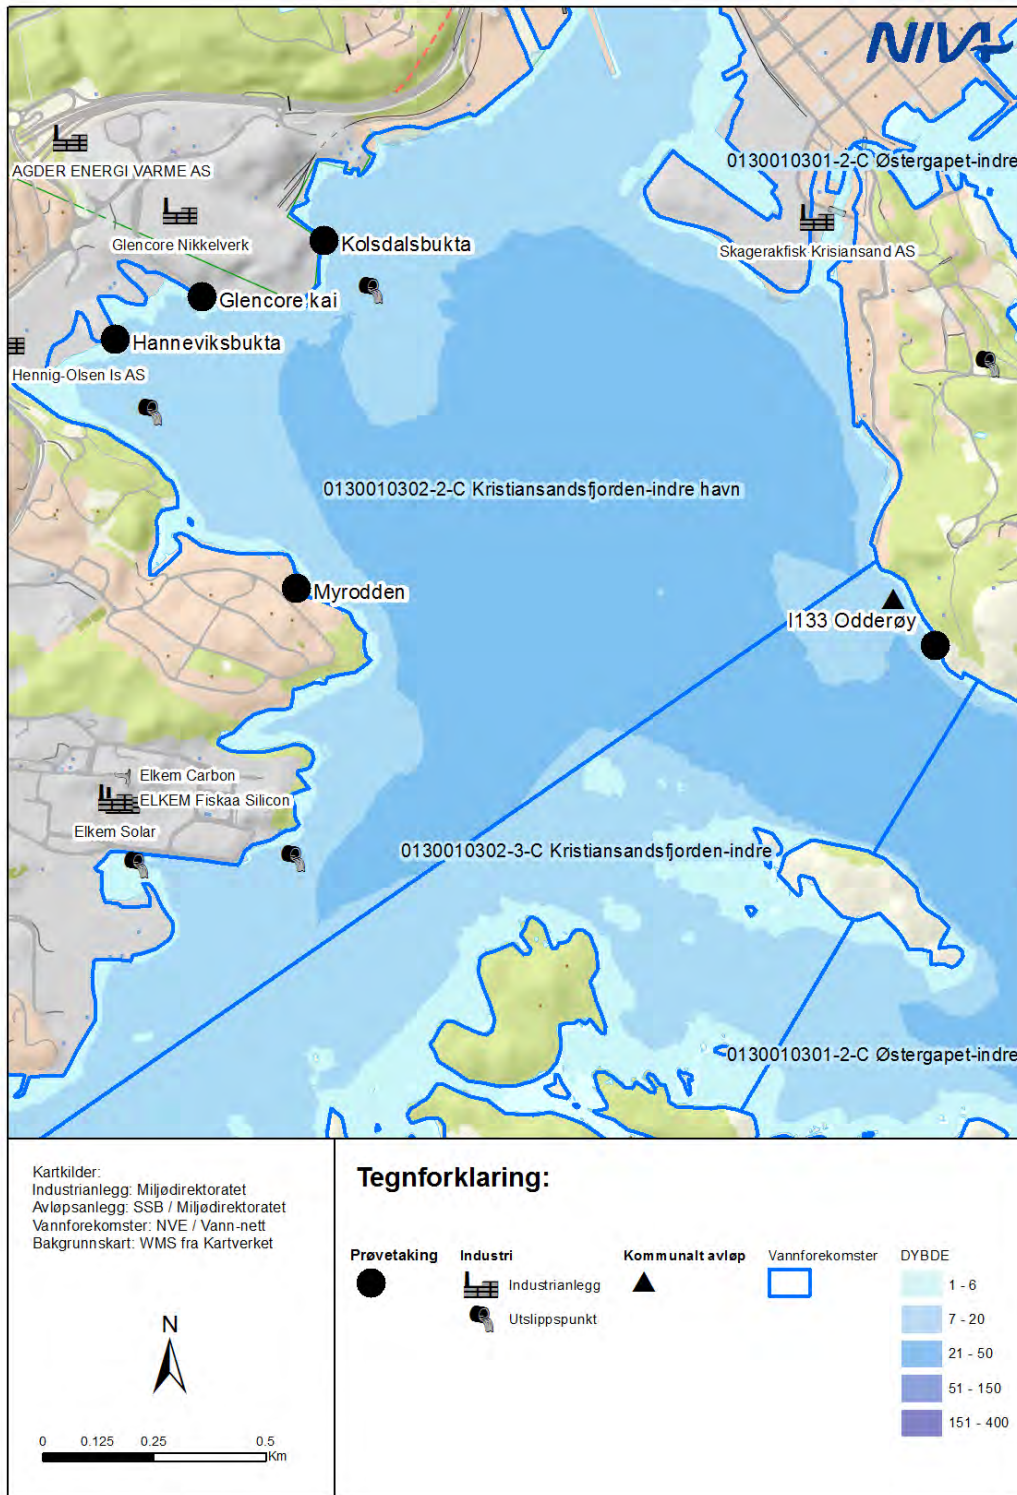 NIVA
0130010301-2-C Østergapet-indre
AGDER ENERGI VARME AS
Glencore Nikkelverk
Kolsdalsbukta
Skagerakfisk Krisiansand AS
Glencore kai
Hanneviksbukta
Hennig-Olsen Is AS
0130010302-2-C Kristiansandsfjorden-indre havn
Myrodden
I133 Odderøy
Elkem Carbon
ELKEM Fiskaa Silicon
Elkem Solar
0130010302-3-C Kristiansandsfjorden-indre
0130010301-2-C Østergapet-indre
Kartkilder:
Industrianlegg: Miljødirektoratet
Avløpsanlegg: SSB / Miljødirektoratet
Vannforekomster: NVE / Vann-nett
Bakgrunnskart: WMS fra Kartverket
N
0 0.125 0.25 0.5
Km
Tegnforklaring:
Prøvetaking Industri Kommunalt avløp Vannforekomster DYBDE
Industrianlegg
Utslippspunkt
1 - 6
7 - 20
21 - 50
51 - 150
151 - 400